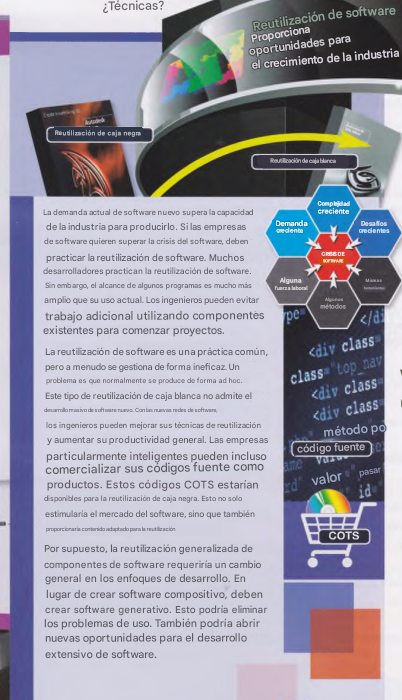 ¿Técnicas?
Reutilización de software
Proporciona
oportunidades para
el crecimiento de la industria
Autodesk
Reutilización de caja negra
Reutilización de caja blanca
La demanda actual de software nuevo supera la capacidad
de la industria para producirlo. Si las empresas
de software quieren superar la crisis del software, deben
practicar la reutilización de software. Muchos
desarrolladores practican la reutilización de software.
Sin embargo, el alcance de algunos programas es mucho más
amplio que su uso actual. Los ingenieros pueden evitar
trabajo adicional utilizando componentes
existentes para comenzar proyectos.
La reutilización de software es una práctica común,
pero a menudo se gestiona de forma ineficaz. Un
problema es que normalmente se produce de forma ad hoc.
Este tipo de reutilización de caja blanca no admite el
desarrollo masivo de software nuevo. Con las nuevas redes de software,
los ingenieros pueden mejorar sus técnicas de reutilización
y aumentar su productividad general. Las empresas
particularmente inteligentes pueden incluso
comercializar sus códigos fuente como
productos. Estos códigos COTS estarían
disponibles para la reutilización de caja negra. Esto no solo
estimularía el mercado del software, sino que también
proporcionaría contenido adaptado para la reutilización
Por supuesto, la reutilización generalizada de
componentes de software requeriría un cambio
general en los enfoques de desarrollo. En
lugar de crear software compositivo, deben
crear software generativo. Esto podría eliminar
los problemas de uso. También podría abrir
nuevas oportunidades para el desarrollo
extensivo de software.
Complejidad
creciente
Demanda
creciente
Desafíos
crecientes
CRISIS DE
SOFTWARE
Alguna
fuerza laboral
Mismas
herramientas
Algunos
métodos
ype=
</di
<div class=
class="top_nav
<div class=
<div class=
método po
código fuente
valor
pasar
id=
COTS